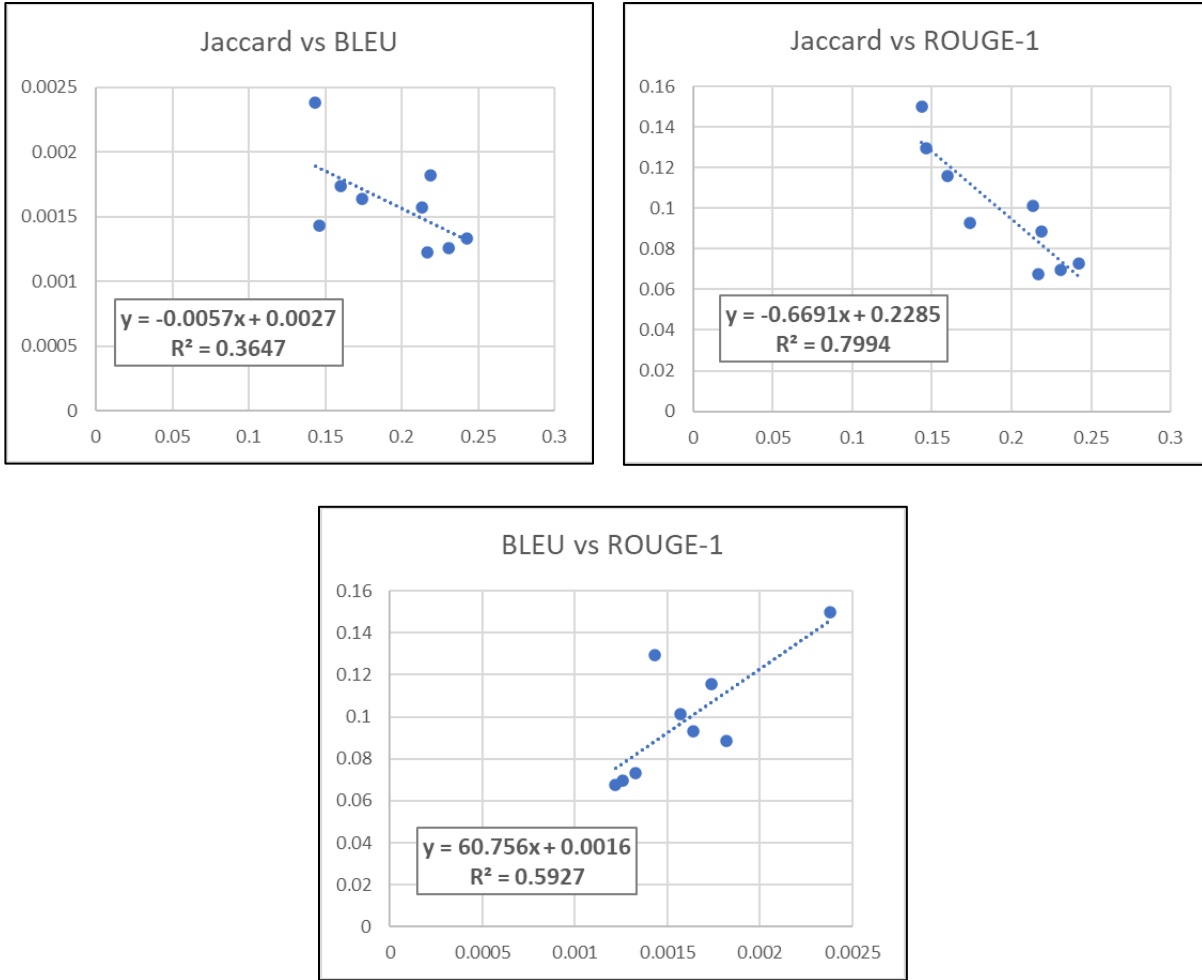 Jaccard vs BLEU
0.0025
0.002
0.0015
0.001
0.0005
0
y = -0.0057x + 0.0027
R² = 0.3647
0 0.05 0.1 0.15 0.2 0.25 0.3
Jaccard vs ROUGE-1
0.16
0.14
0.12
0.1
0.08
0.06
0.04
0.02
0
y = -0.6691x + 0.2285
R² = 0.7994
0 0.05 0.1 0.15 0.2 0.25 0.3
BLEU vs ROUGE-1
0.16
0.14
0.12
0.1
0.08
0.06
0.04
0.02
0
y = 60.756x + 0.0016
R² = 0.5927
0 0.0005 0.001 0.0015 0.002 0.0025